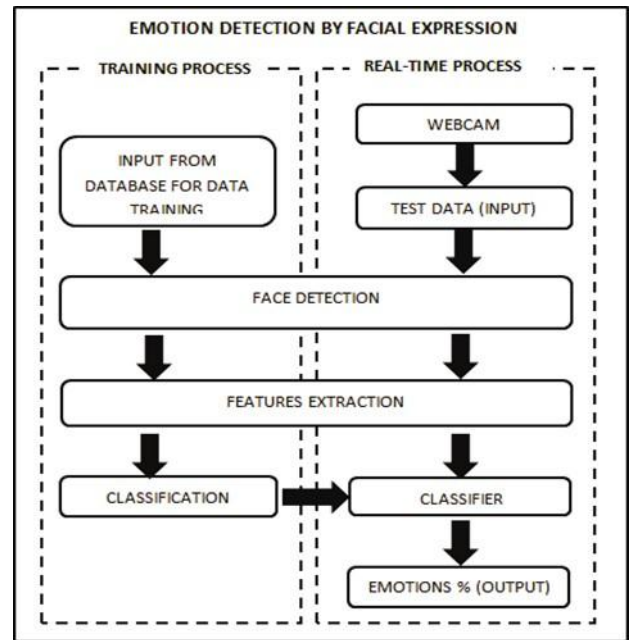 EMOTION DETECTION BY FACIAL EXPRESSION
TRAINING PROCESS
REAL-TIME PROCESS
INPUT FROM
DATABASE FOR DATA
TRAINING
WEBCAM
TEST DATA (INPUT)
FACE DETECTION
FEATURES EXTRACTION
CLASSIFICATION
CLASSIFIER
EMOTIONS % (OUTPUT)